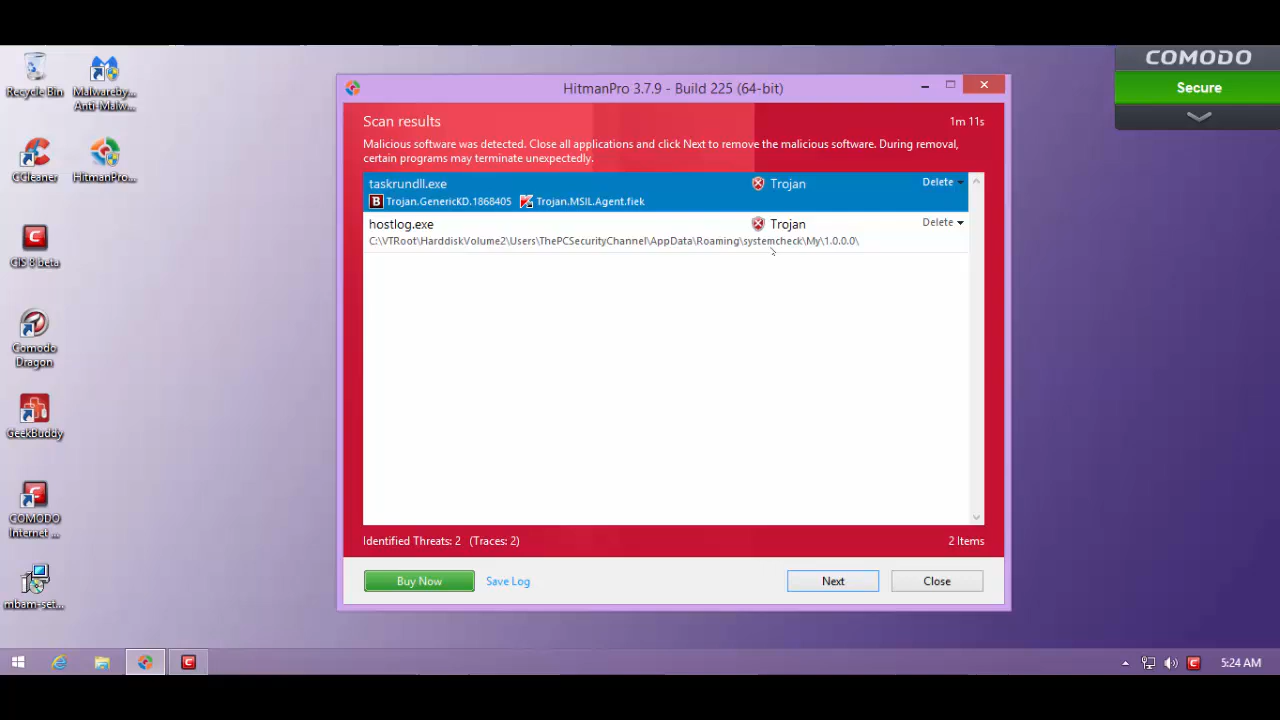 Recycle Bin
Malwareby...
Anti-Malw...
CCleaner
HitmanPro...
CIS 8 beta
Comodo
Dragon
GeekBuddy
COMODO
Internet ...
mbam-set...
HitmanPro 3.7.9 - Build 225 (64-bit)
Scan results
1m 11s
Malicious software was detected. Close all applications and click Next to remove the malicious software. During removal,
certain programs may terminate unexpectedly.
taskrundll.exe
Trojan
Delete
B Trojan.GenericKD.1868405
Trojan.MSIL.Agent.fiek
hostlog.exe
Trojan
Delete
C:\VTRoot\HarddiskVolume2\Users\ThePCSecurityChannel\AppData\Roaming\systemcheck\My\1.0.0.0\
Identified Threats: 2 (Traces: 2)
2 Items
Buy Now
Save Log
Next
Close
COMODO
Secure
5:24 AM